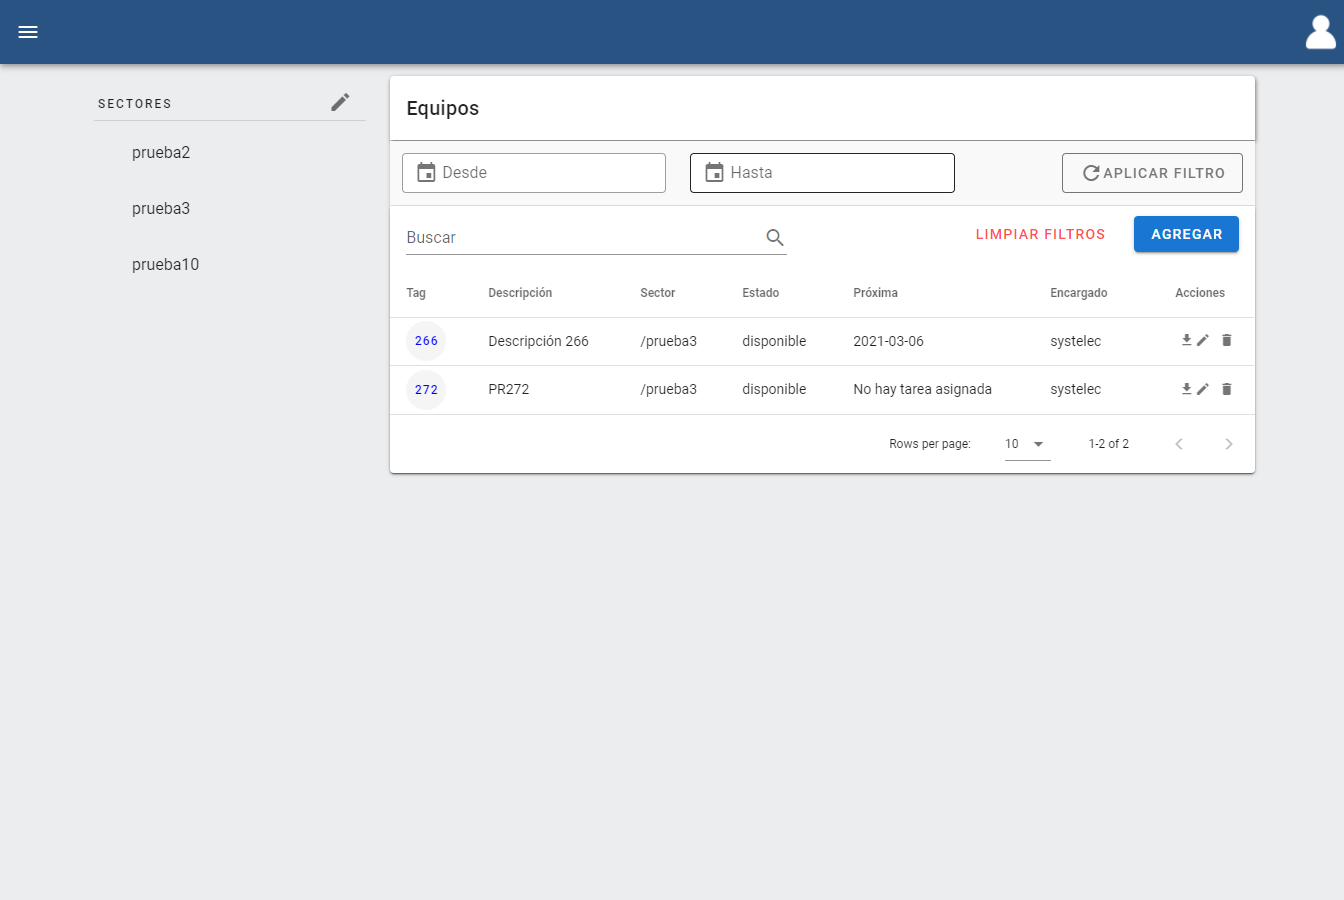 SECTORES
prueba2
prueba3
prueba10
Equipos
Desde Hasta APLICAR FILTRO
Buscar LIMPIAR FILTROS AGREGAR
Tag Descripción Sector Estado Próxima Encargado Acciones
266 Descripción 266 /prueba3 disponible 2021-03-06 systelec
272 PR272 /prueba3 disponible No hay tarea asignada systelec
Rows per page: 10 1-2 of 2